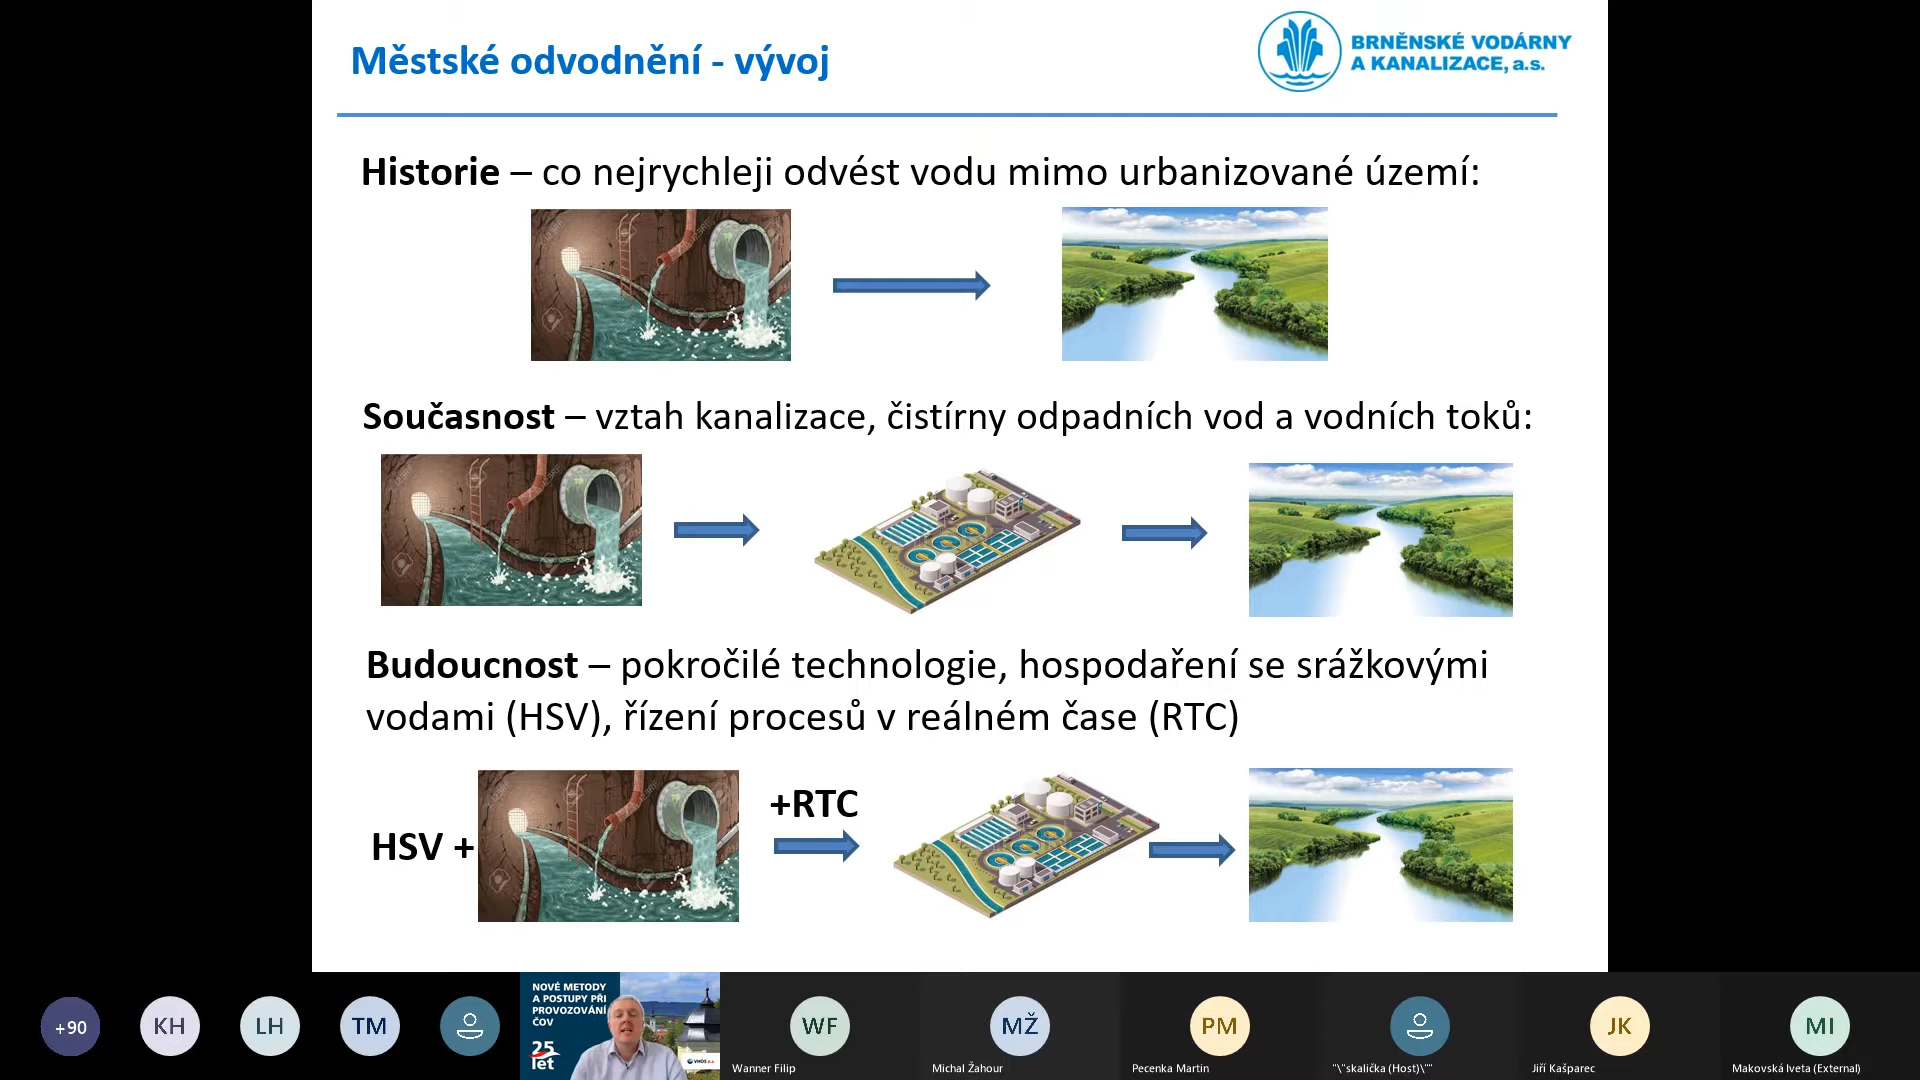 Městské odvodnění - vývoj
BRNĚNSKÉ VODÁRNY
A KANALIZACE, a.s.
Historie – co nejrychleji odvést vodu mimo urbanizované území:
Současnost – vztah kanalizace, čistírny odpadních vod a vodních toků:
Budoucnost – pokročilé technologie, hospodaření se srážkovými
vodami (HSV), řízení procesů v reálném čase (RTC)
+RTC
HSV +
+90
KH
LH
TM
NOVÉ METODY
A POSTUPY PŘI
PROVOZOVÁNÍ
ČOV
25
let
WF
Wanner Filip
MŽ
Michal Žahour
PM
Pecenka Martin
"\"skalička (Host)\""
JK
Jiří Kašparec
MI
Makovská Iveta (External)